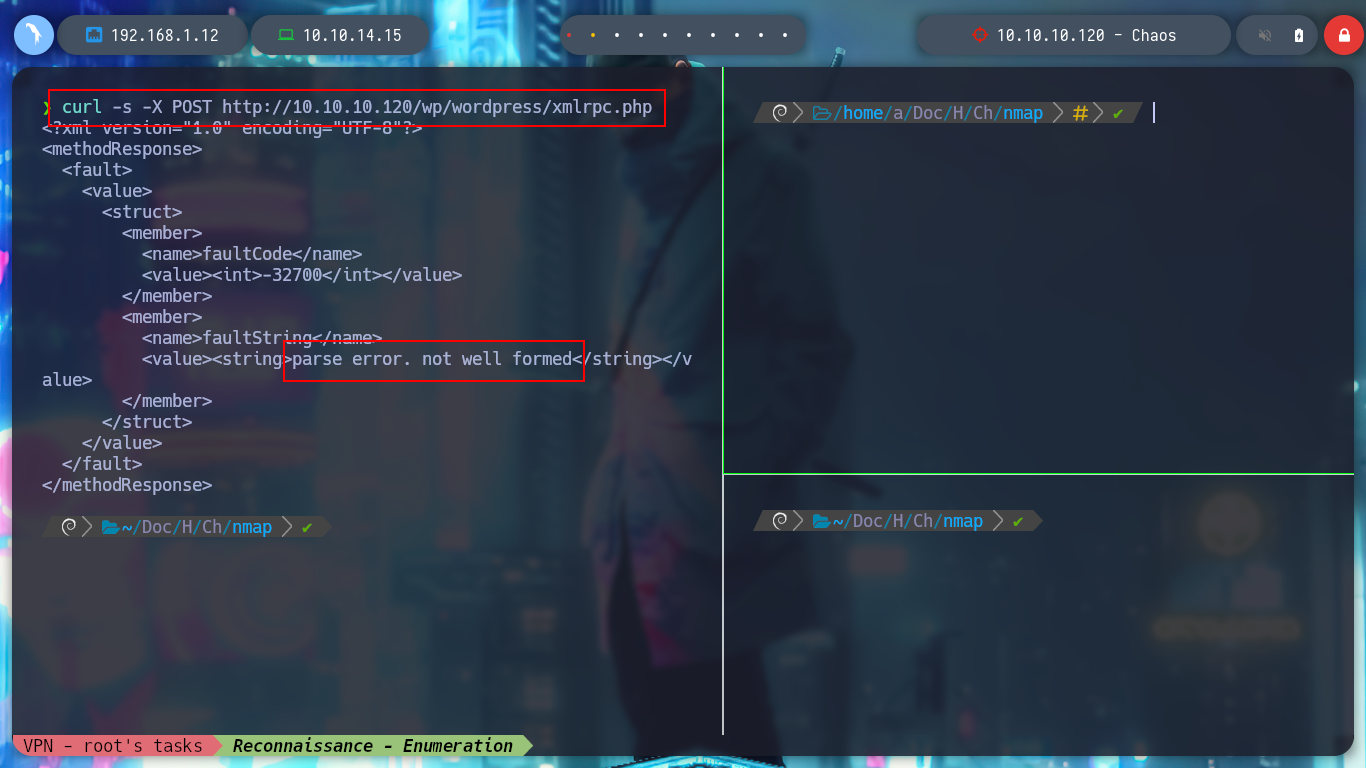 192.168.1.12
10.10.14.15
10.10.10.120 - Chaos
❯ curl -s -X POST http://10.10.10.120/wp/wordpress/xmlrpc.php
<?xml version="1.0" encoding="UTF-8"?>
<methodResponse>
  <fault>
    <value>
      <struct>
        <member>
          <name>faultCode</name>
          <value><int>-32700</int></value>
        </member>
        <member>
          <name>faultString</name>
          <value><string>parse error. not well formed</string></v
alue>
        </member>
      </struct>
    </value>
  </fault>
</methodResponse>
~/Doc/H/Ch/nmap ✔
/home/a/Doc/H/Ch/nmap # ✔
~/Doc/H/Ch/nmap ✔
VPN - root's tasks Reconnaissance - Enumeration